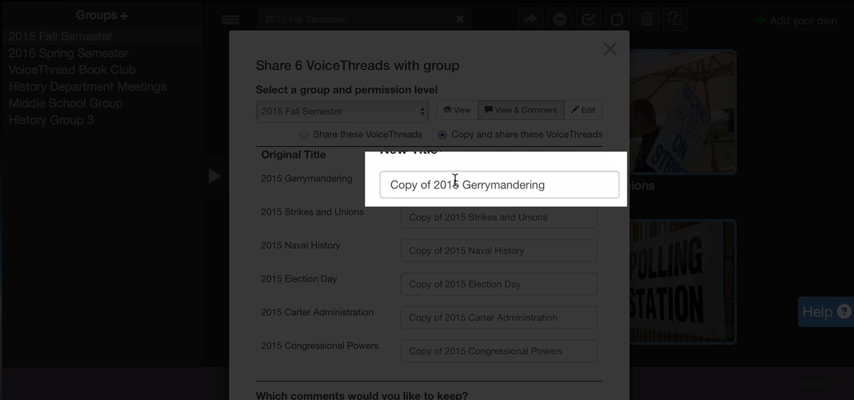 Groups +
2015 Fall Semester
2016 Spring Semester
VoiceThread Book Club
History Department Meetings
Middle School Group
History Group 3
2015 Fall Semester
Add your own
Share 6 VoiceThreads with group
Select a group and permission level
2015 Fall Semester
View
View & Comment
Edit
Share these VoiceThreads
Copy and share these VoiceThreads
Original Title
New Title
2015 Gerrymandering
Copy of 2015 Gerrymandering
2015 Strikes and Unions
Copy of 2015 Strikes and Unions
2015 Naval History
Copy of 2015 Naval History
2015 Election Day
Copy of 2015 Election Day
2015 Carter Administration
Copy of 2015 Carter Administration
2015 Congressional Powers
Copy of 2015 Congressional Powers
Which comments would you like to keep?
ON STRIKE
ions
POLLING
STATION
Help ?
About